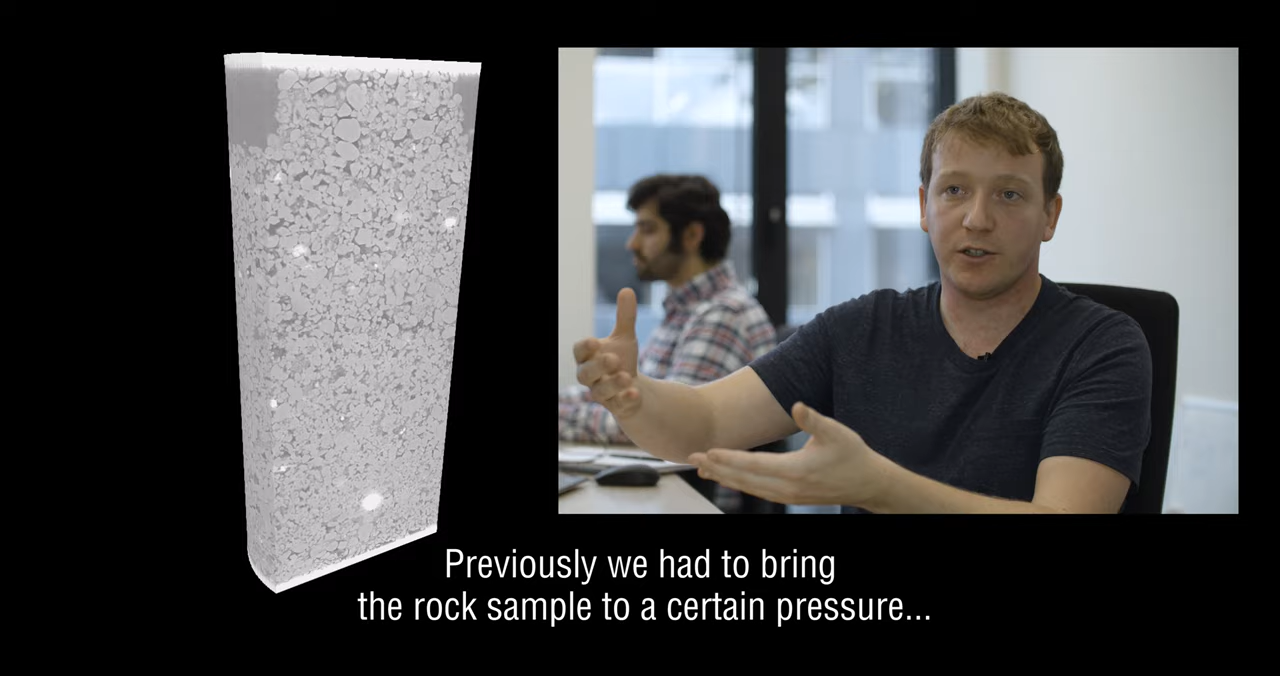 Previously we had to bring
the rock sample to a certain pressure...